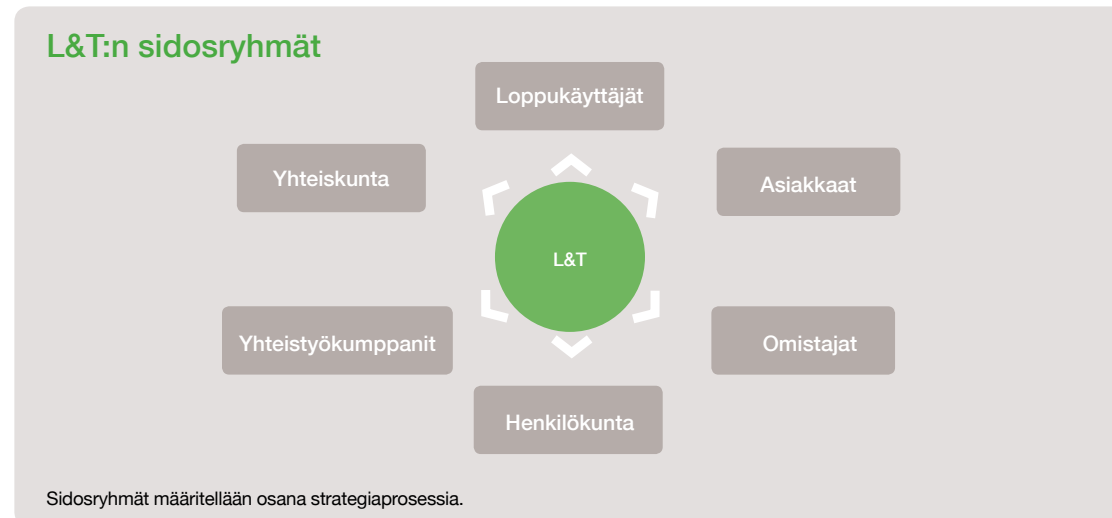 L&T:n sidosryhmät
Loppukäyttäjät
Yhteiskunta
Asiakkaat
L&T
Yhteistyökumppanit
Omistajat
Henkilökunta
Sidosryhmät määritellään osana strategiaprosessia.